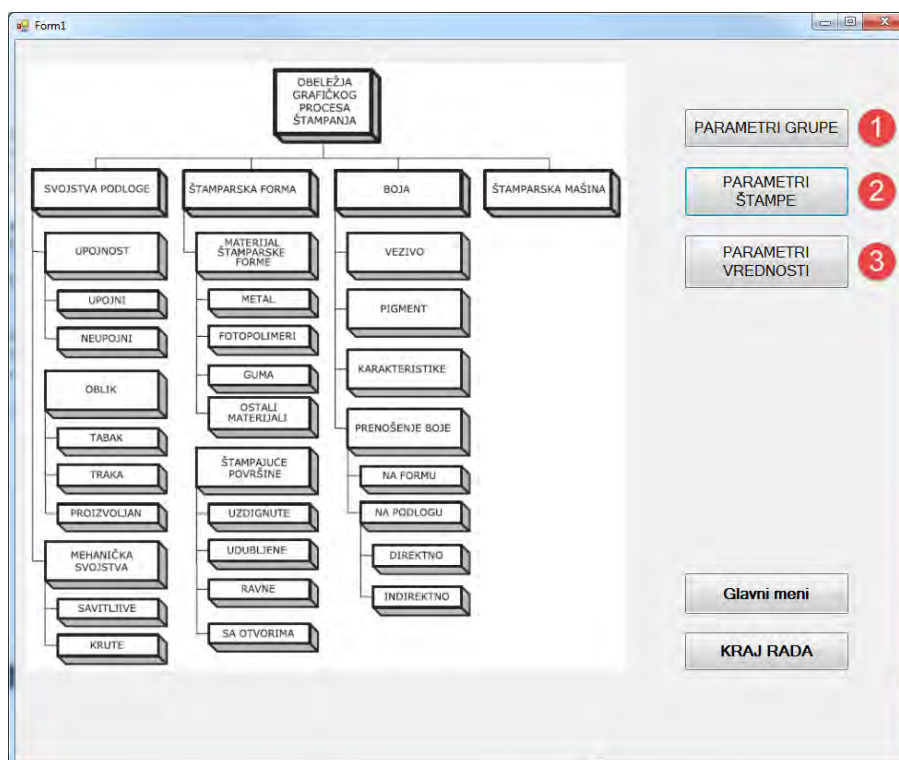 Form1
OBELEŽJA
GRAFIČKOG
PROCESA
ŠTAMPANJA
SVOJSTVA PODLOGE
UPOJNOST
UPOJNI
NEUPOJNI
OBLIK
TABAK
TRAKA
PROIZVOLJAN
MEHANIČKA
SVOJSTVA
SAVITLJIVE
KRUTE
ŠTAMPARSKA FORMA
MATERIJAL
ŠTAMPARSKE
FORME
METAL
FOTOPOLIMERI
GUMA
OSTALI
MATERIJALI
ŠTAMPAJUĆE
POVRŠINE
UZDIGNUTE
UDUBLJENE
RAVNE
SA OTVORIMA
BOJA
VEZIVO
PIGMENT
KARAKTERISTIKE
PRENOŠENJE BOJE
NA FORMU
NA PODLOGU
DIREKTNO
INDIREKTNO
ŠTAMPARSKA MAŠINA
PARAMETRI GRUPE
1
PARAMETRI
ŠTAMPE
2
PARAMETRI
VREDNOSTI
3
Glavni meni
KRAJ RADA